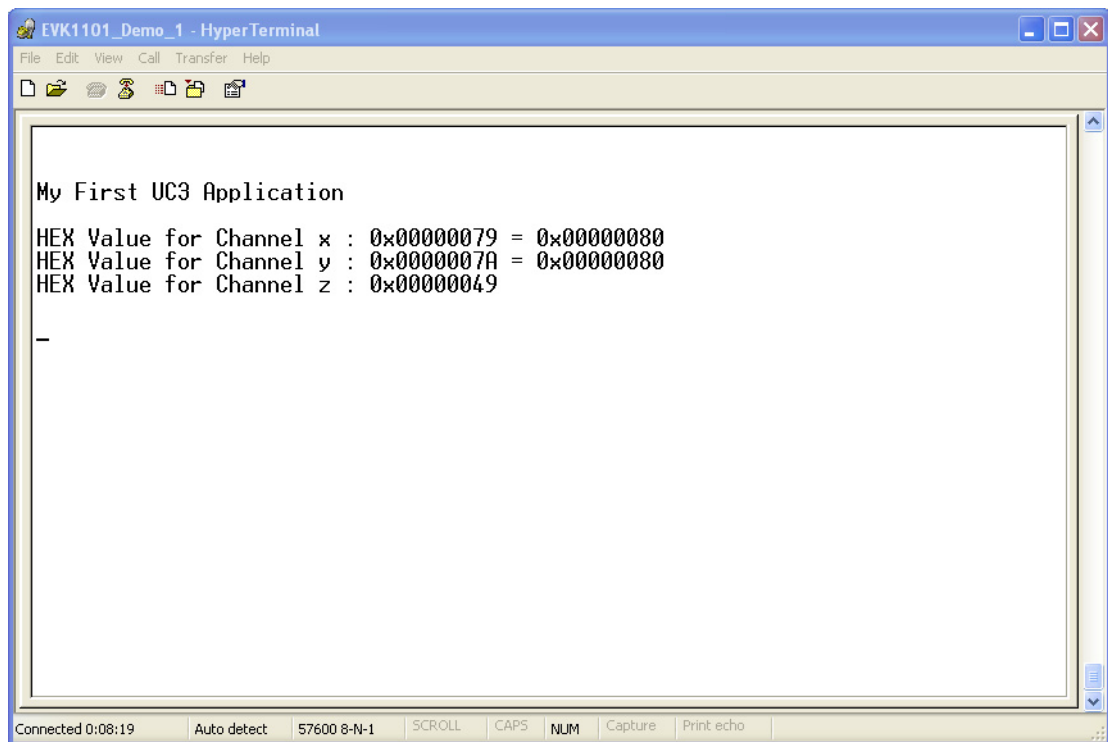 EVK1101_Demo_1 - HyperTerminal
File Edit View Call Transfer Help
My First UC3 Application
HEX Value for Channel x : 0x00000079 = 0x00000080
HEX Value for Channel y : 0x0000007A = 0x00000080
HEX Value for Channel z : 0x00000049
_
Connected 0:08:19 Auto detect 57600 8-N-1 SCROLL CAPS NUM Capture Print echo